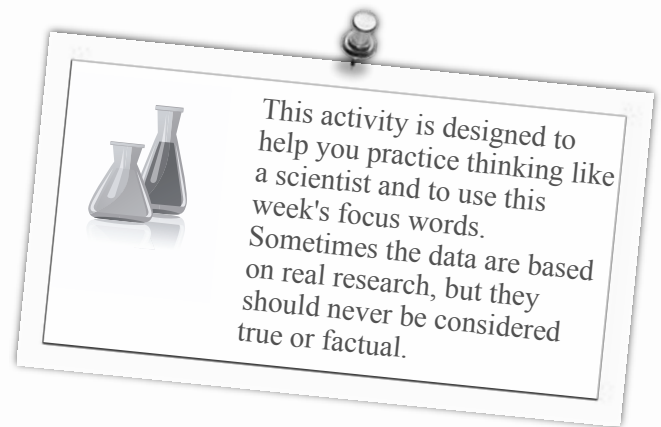 This activity is designed to
help you practice thinking like
a scientist and to use this
week's focus words.
Sometimes the data are based
on real research, but they
should never be considered
true or factual.